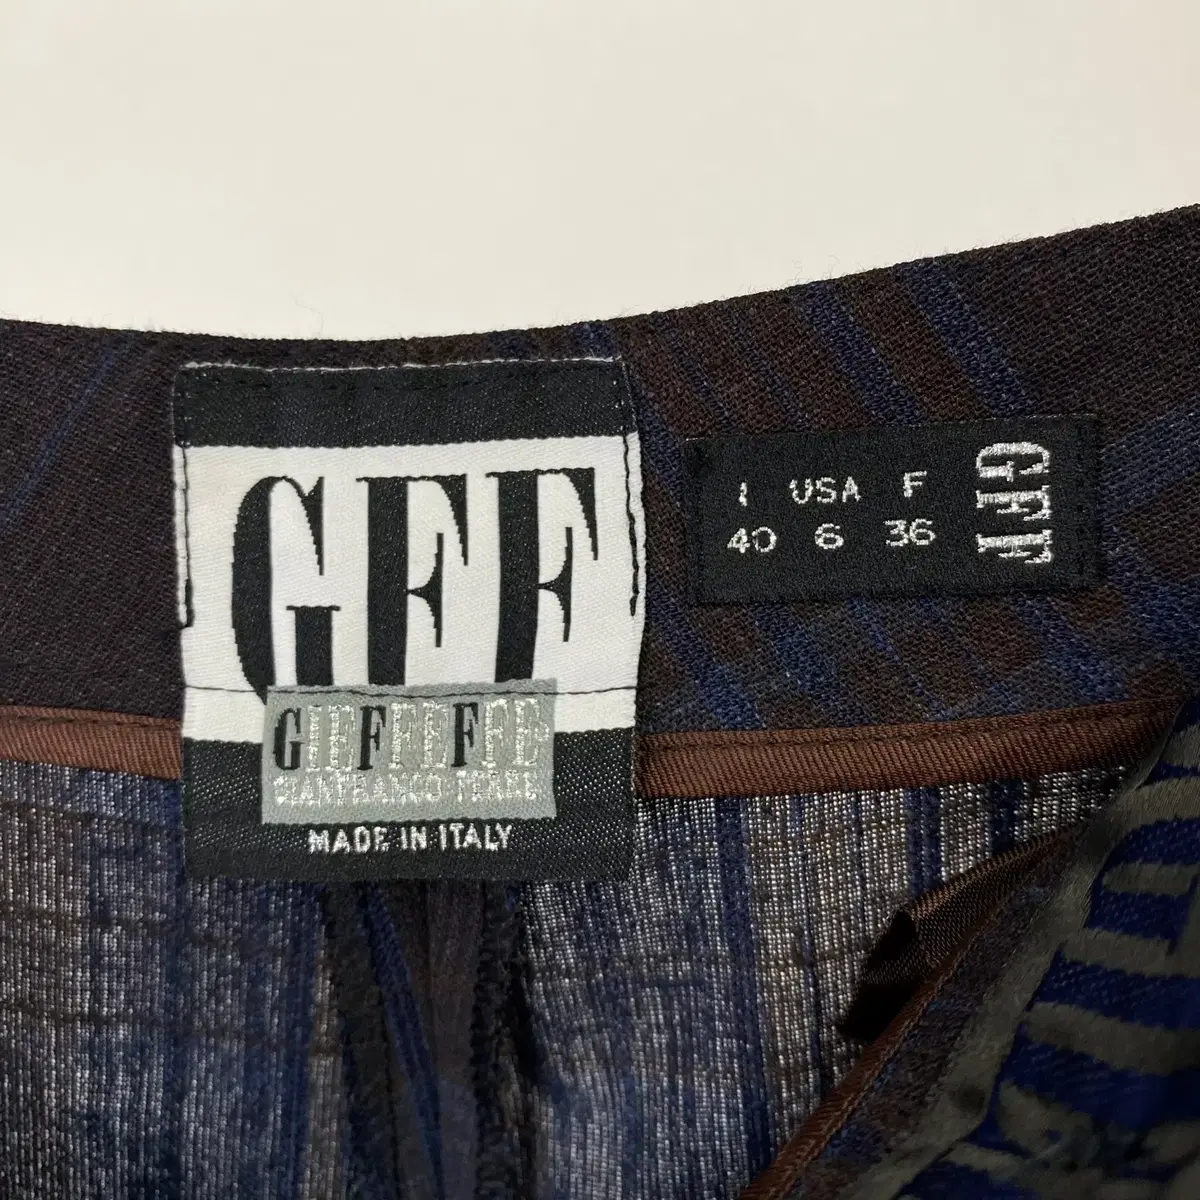 GFF
GIEFFEFFE
GIANFRANCO FERRE
MADE IN ITALY
I USA F
40 6 36
GFF